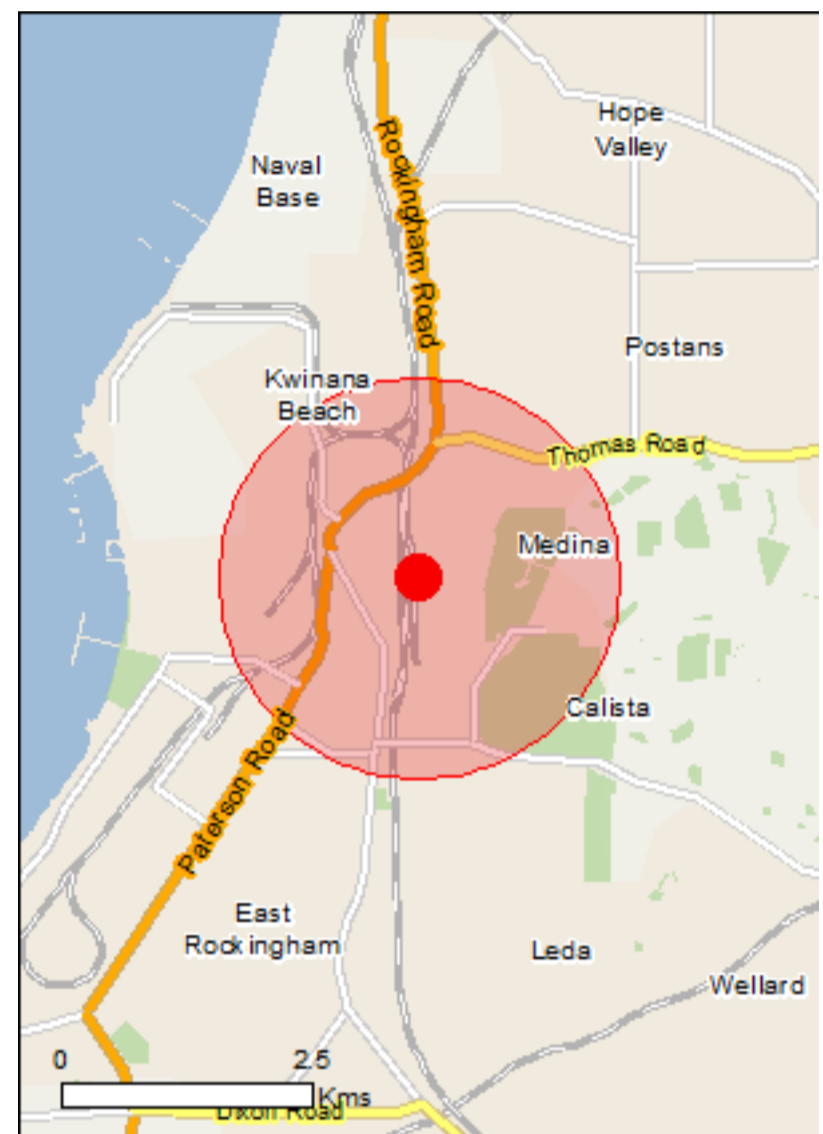 Hope
Valley
Naval
Base
Rockingham Road
Postans
Kwinana
Beach
Thomas Road
Medina
Calista
Paterson Road
East
Rockingham
Leda
Wellard
0
2.5
Kms
Dixon Road